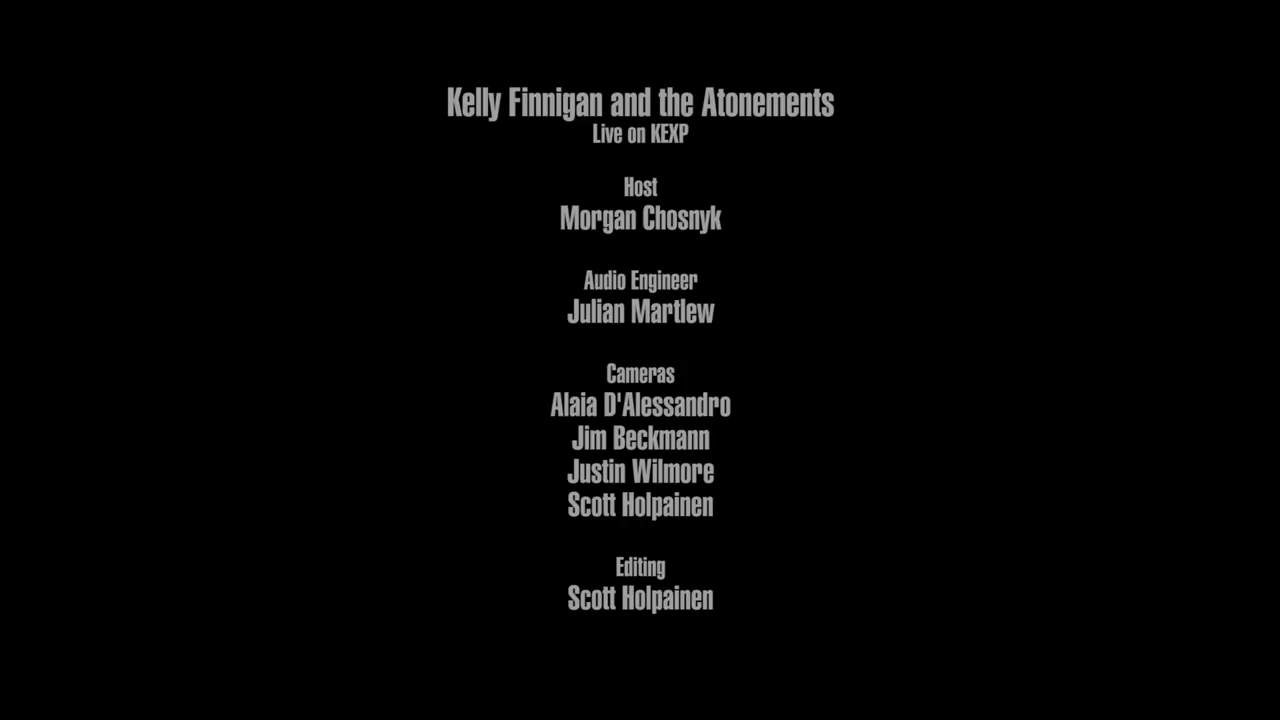 Kelly Finnigan and the Atonements
Live on KEXP
Host
Morgan Chosnyk
Audio Engineer
Julian Martlew
Cameras
Alaia D'Alessandro
Jim Beckmann
Justin Wilmore
Scott Holpainen
Editing
Scott Holpainen